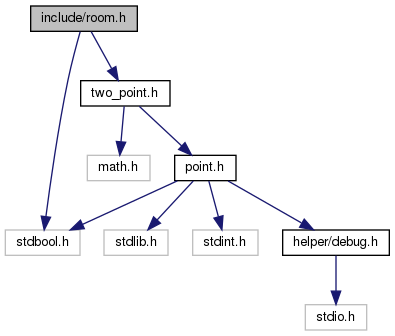 include/room.h
two_point.h
math.h
point.h
stdbool.h
stdlib.h
stdint.h
helper/debug.h
stdio.h